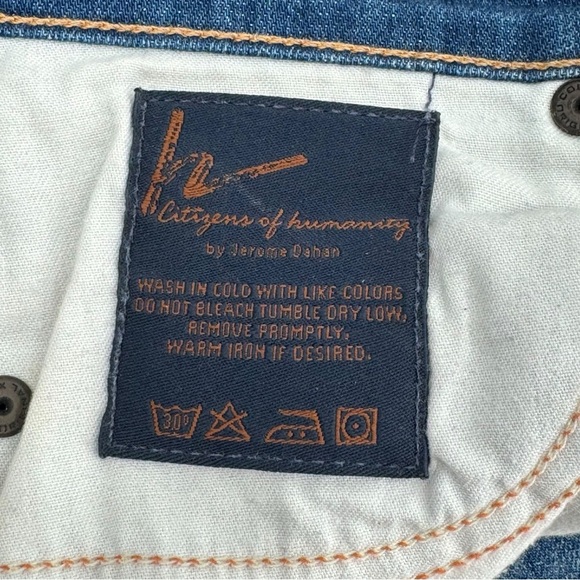 h
Citizens of humanity
by Jerome Dahan
WASH IN COLD WITH LIKE COLORS
DO NOT BLEACH TUMBLE DRY LOW,
REMOVE PROMPTLY,
WARM IRON IF DESIRED.
30°